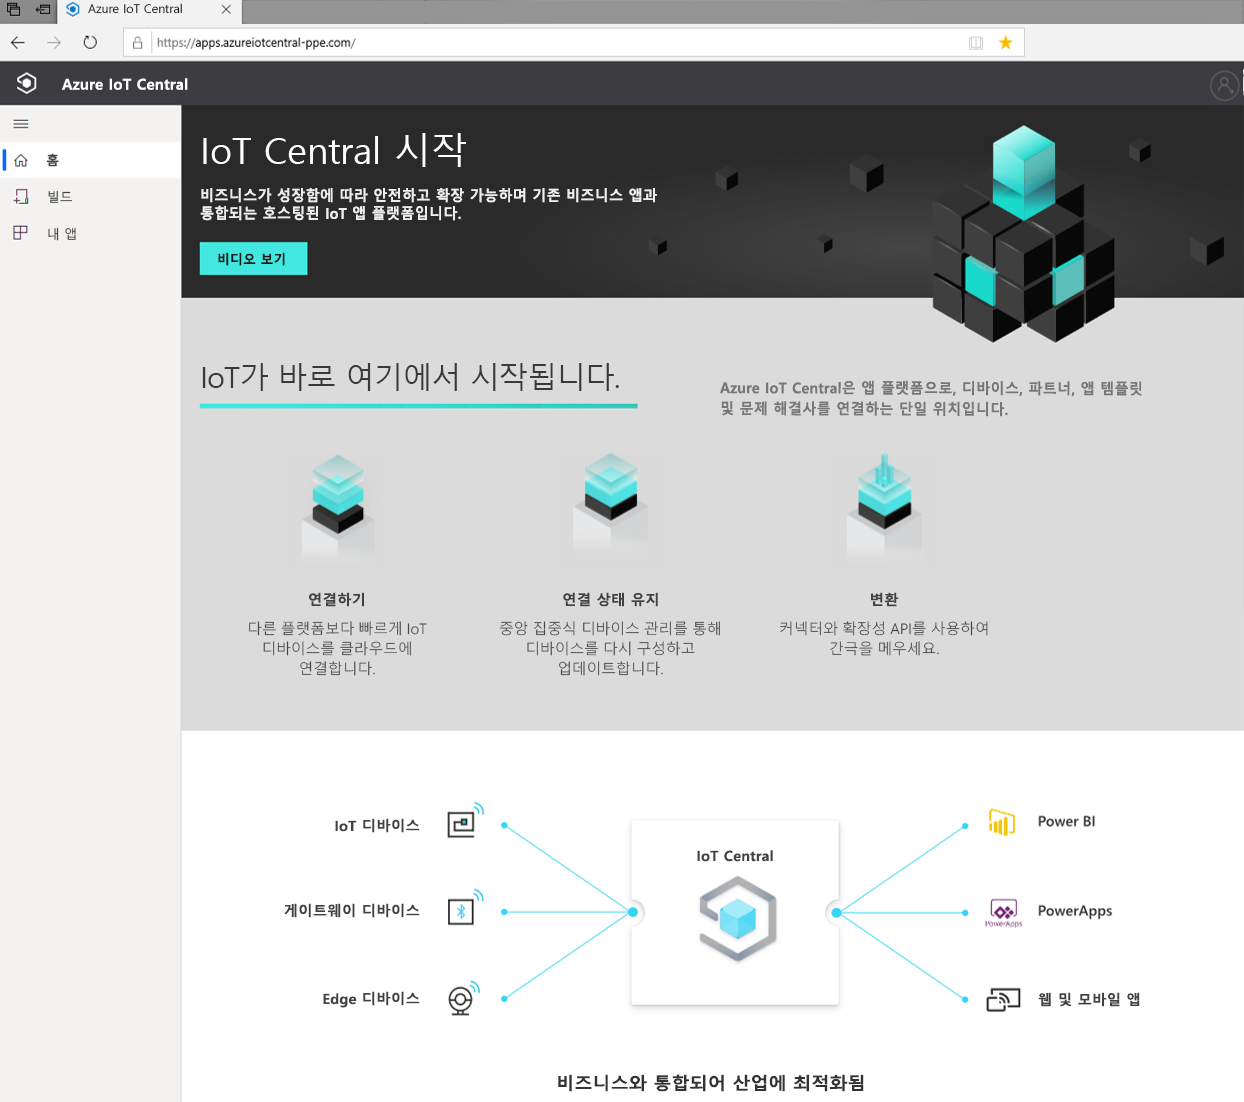 Azure IoT Central
https://apps.azureiotcentral-ppe.com/
Azure IoT Central
홈
빌드
내 앱
IoT Central 시작
비즈니스가 성장함에 따라 안전하고 확장 가능하며 기존 비즈니스 앱과
통합되는 호스팅된 IoT 앱 플랫폼입니다.
비디오 보기
IoT가 바로 여기에서 시작됩니다.
Azure IoT Central은 앱 플랫폼으로, 디바이스, 파트너, 앱 템플릿
및 문제 해결사를 연결하는 단일 위치입니다.
연결하기
다른 플랫폼보다 빠르게 IoT
디바이스를 클라우드에
연결합니다.
연결 상태 유지
중앙 집중식 디바이스 관리를 통해
디바이스를 다시 구성하고
업데이트합니다.
변환
커넥터와 확장성 API를 사용하여
간극을 메우세요.
IoT 디바이스
게이트웨이 디바이스
Edge 디바이스
IoT Central
Power BI
PowerApps
PowerApps
웹 및 모바일 앱
비즈니스와 통합되어 산업에 최적화됨